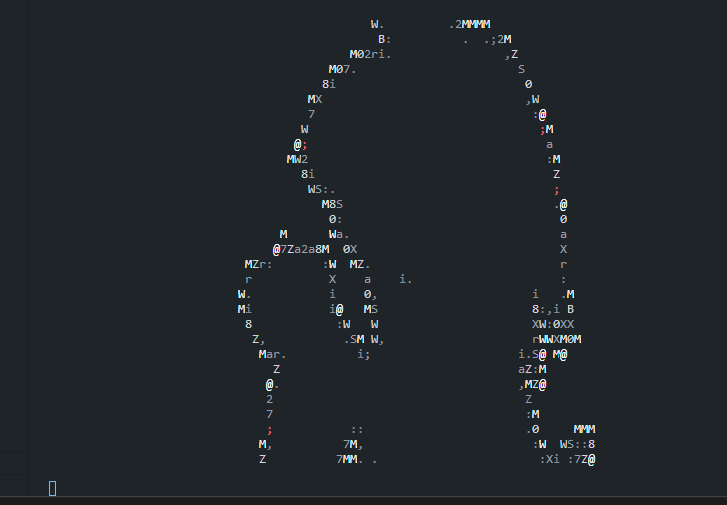 W. .2MMMM
B: . .;2M
M02ri. ,Z
M07. S
8i 0
MX ,W
7 :@
W ;M
@; a
MW2 :M
8i Z
WS:. ;
M8S .@
0: 0
M Wa. a
@7Za2a8M 0X X
MZr: :W MZ. r
r X a i. :
W. i 0, i .M
Mi i@ MS 8:,i B
8 :W W XW:0XX
Z, .SM W, rWWXM0M
Mar. i; i.S@ M@
Z aZ:M
@. ,MZ@
2 Z
7 :M
; :: .0 MMM
M, 7M, :W WS::8
Z 7MM. . :Xi :7Z@